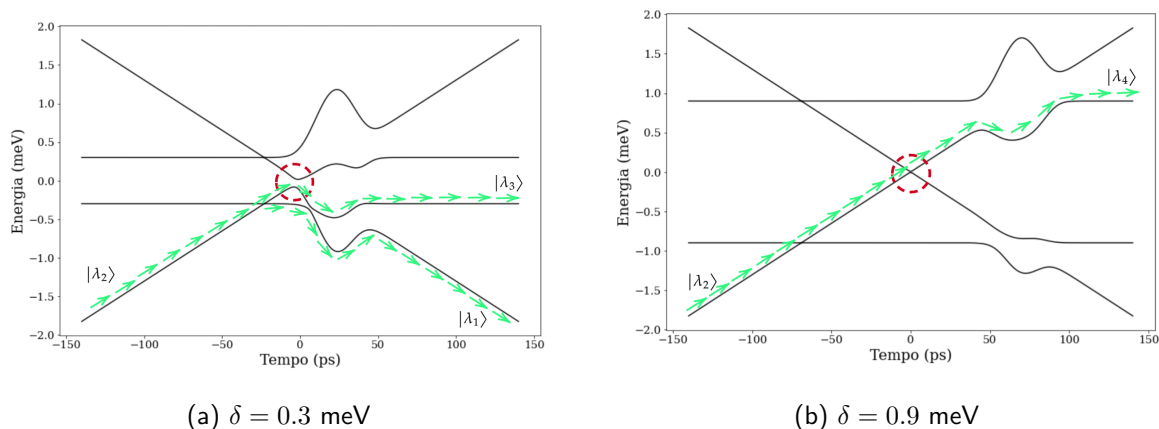 2.0
1.5
1.0
0.5
0.0
−0.5
−1.0
−1.5
−2.0
Energia (meV)
−150 −100 −50 0 50 100 150
Tempo (ps)
|λ₂⟩
|λ₃⟩
|λ₁⟩
(a) δ = 0.3 meV
2.0
1.5
1.0
0.5
0.0
−0.5
−1.0
−1.5
−2.0
Energia (meV)
−150 −100 −50 0 50 100 150
Tempo (ps)
|λ₄⟩
|λ₂⟩
(b) δ = 0.9 meV